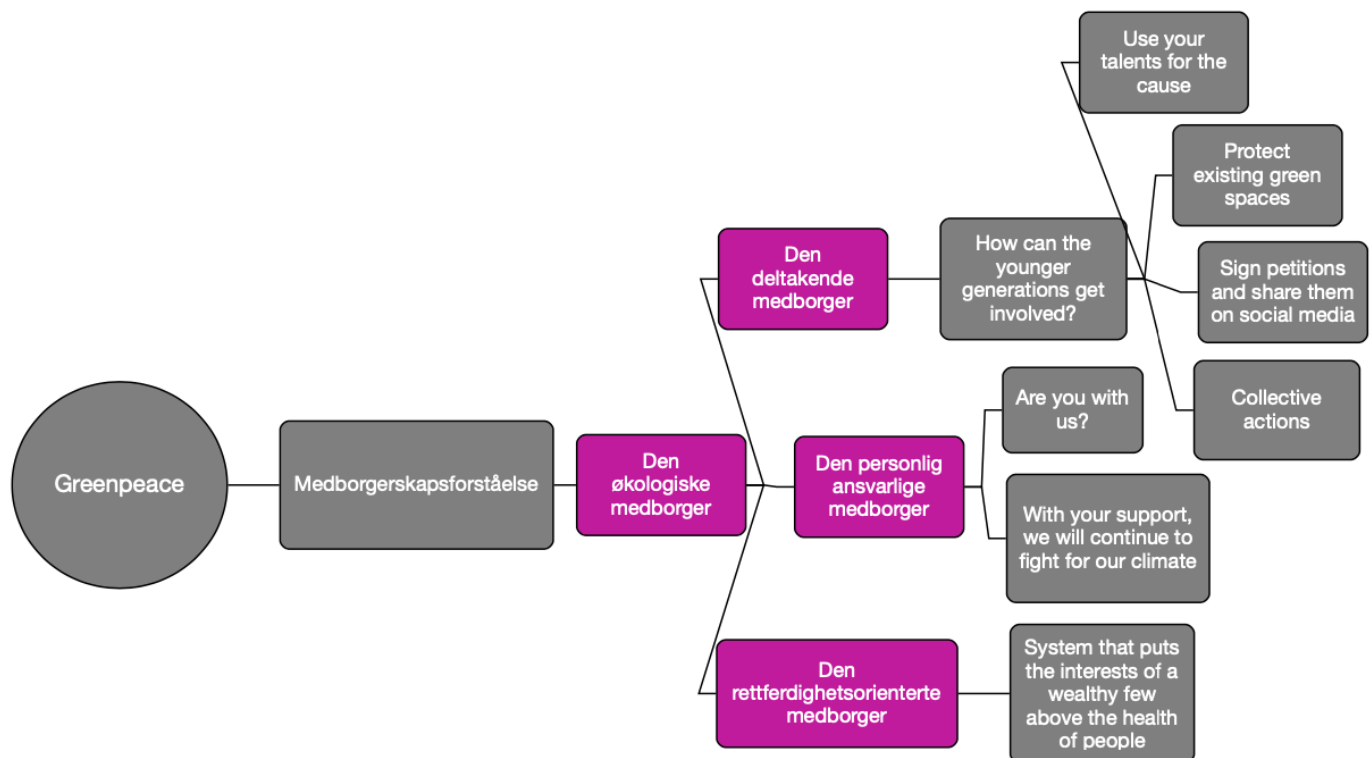 Greenpeace
Medborgerskapsforståelse
Den
økologiske
medborger
Den
deltakende
medborger
How can the
younger
generations get
involved?
Use your
talents for the
cause
Protect
existing green
spaces
Sign petitions
and share them
on social media
Collective
actions
Den personlig
ansvarlige
medborger
Are you with
us?
With your support,
we will continue to
fight for our climate
Den
rettferdighetsorienterte
medborger
System that puts
the interests of a
wealthy few
above the health
of people